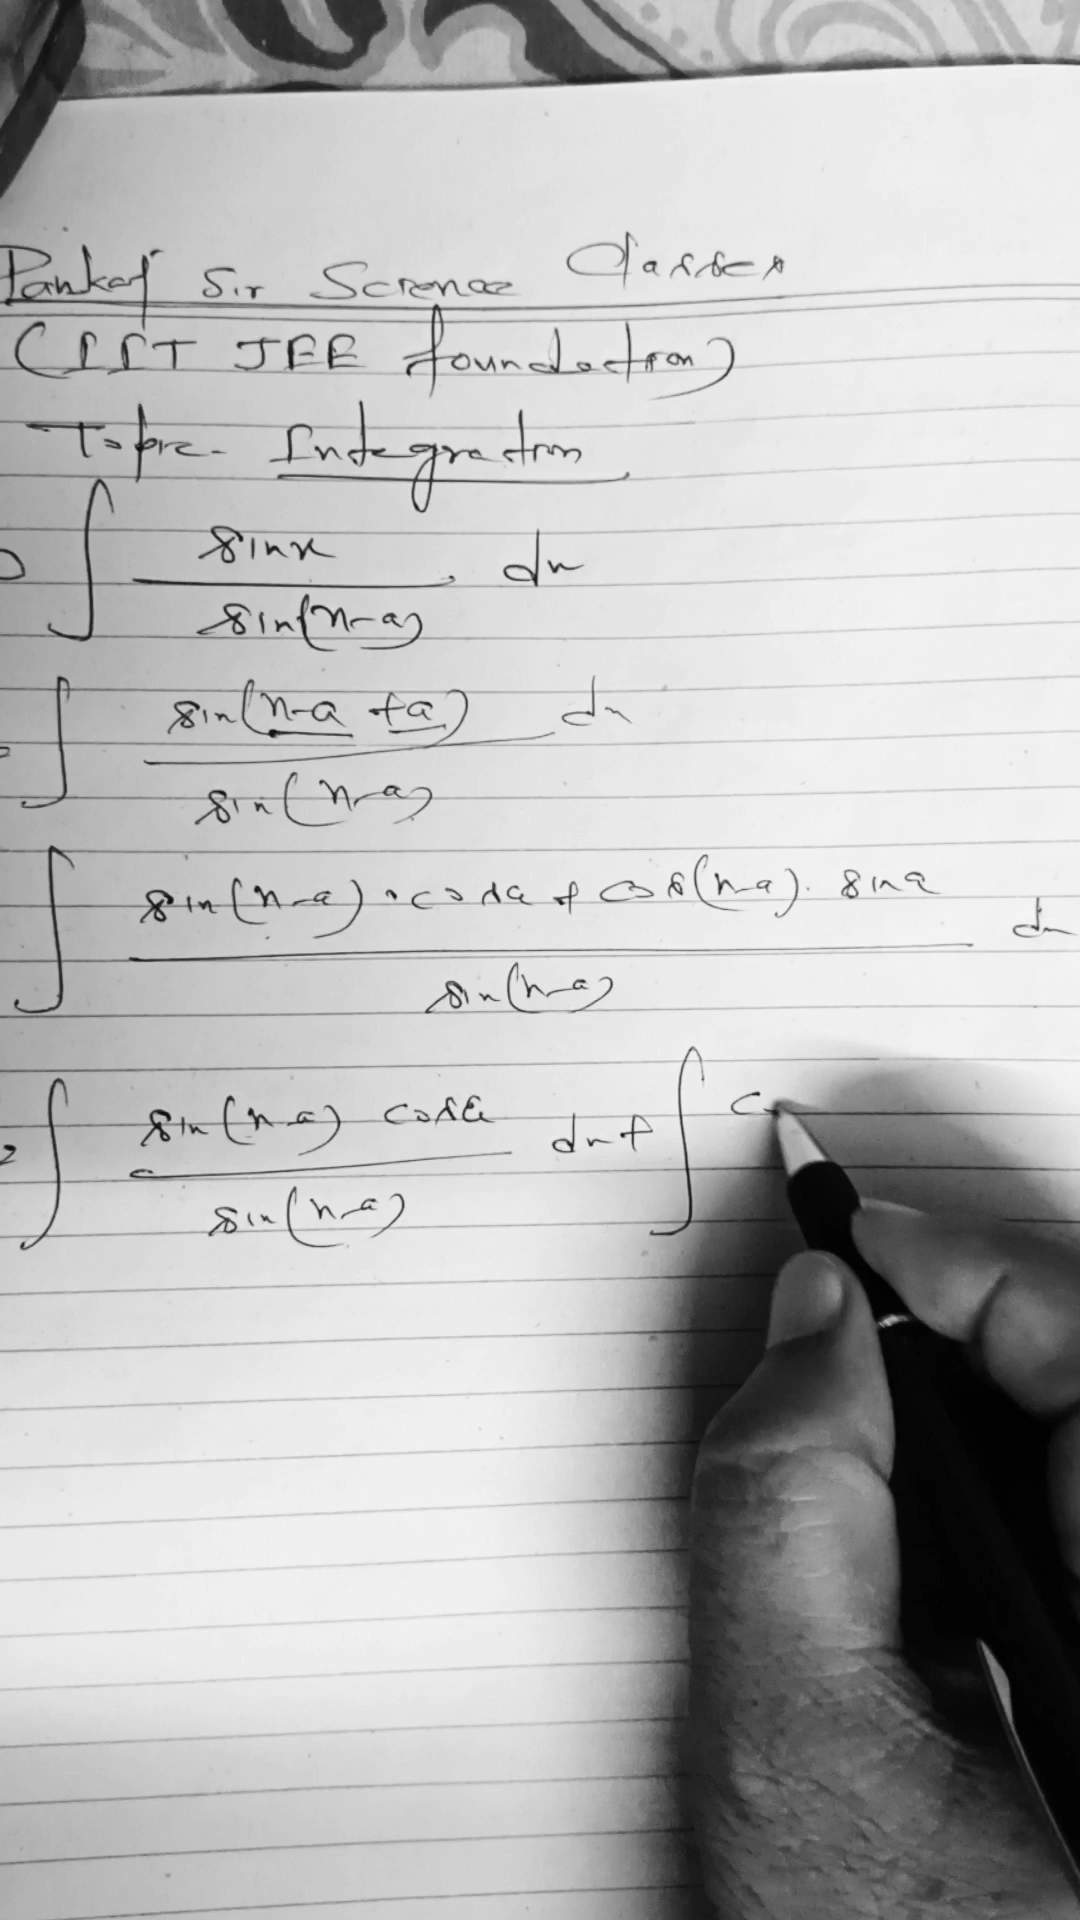 Pankaj Sir Science Classes
(IIT JEE foundation)
Topic - Integration
∫ sinx / sin(x-a) dx
∫ sin(x-a+a) / sin(x-a) dx
∫ sin(x-a)·cosa + cos(x-a)·sina / sin(x-a) dx
= ∫ sin(x-a) cosa / sin(x-a) dx + ∫ c